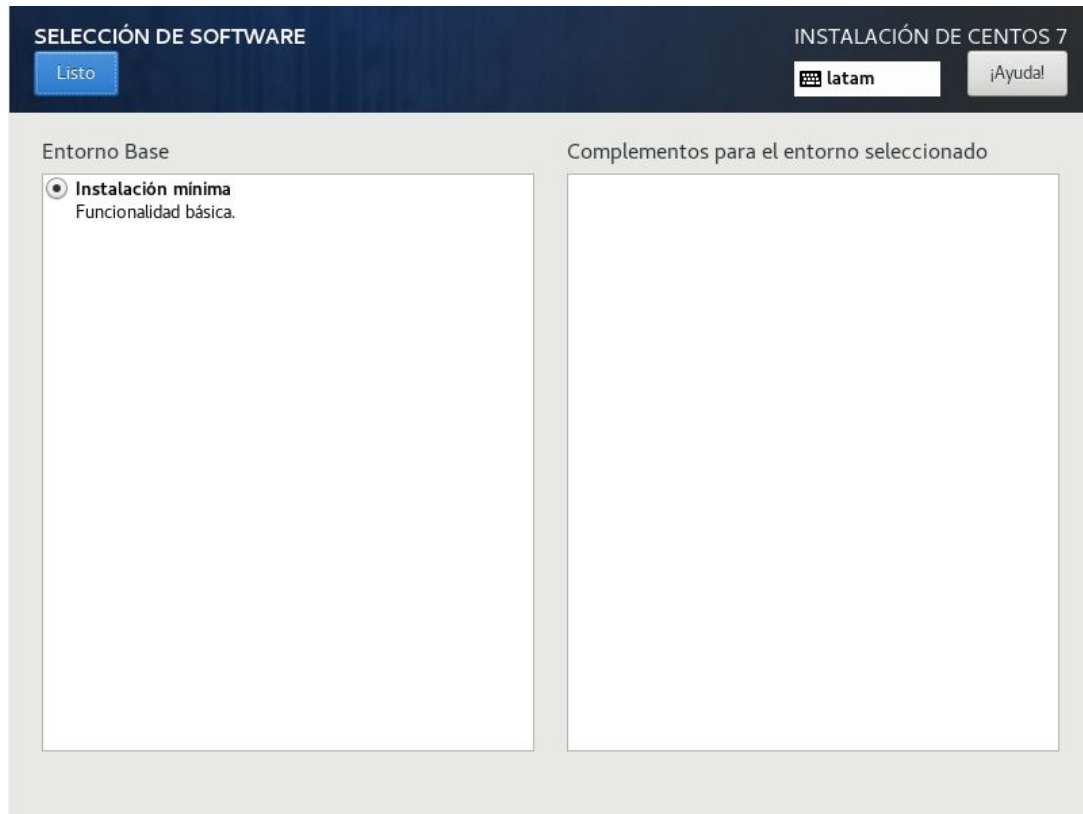 SELECCIÓN DE SOFTWARE
INSTALACIÓN DE CENTOS 7
Listo
latam
¡Ayuda!
Entorno Base
Complementos para el entorno seleccionado
Instalación mínima
Funcionalidad básica.